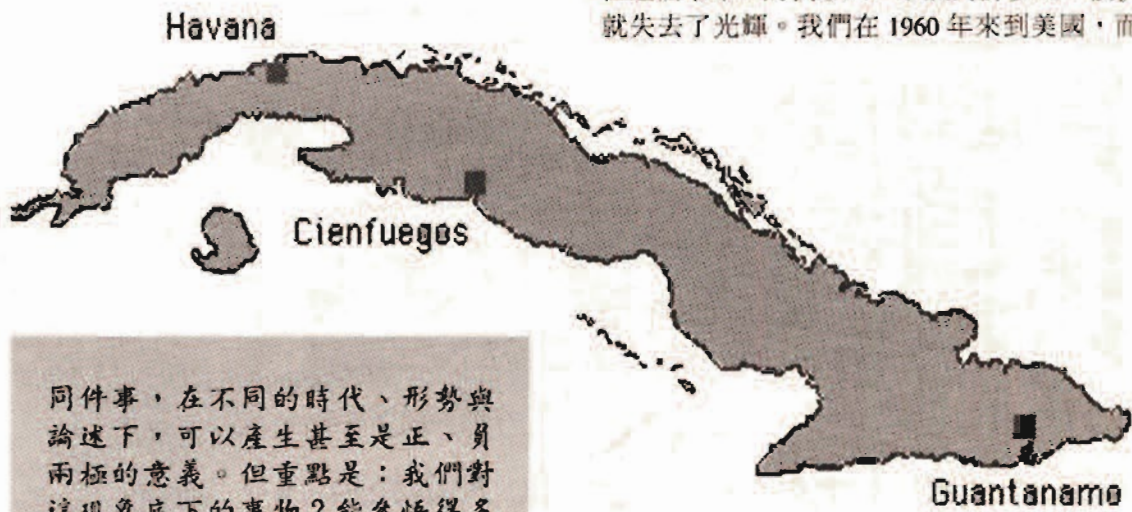 就失去了光輝。我們在 1960 年來到美國,而
Havana
Cienfuegos
Guantanamo
同件事,在不同的時代、形勢與
論述下,可以產生甚至是正、負
兩極的意義。但重點是:我們對